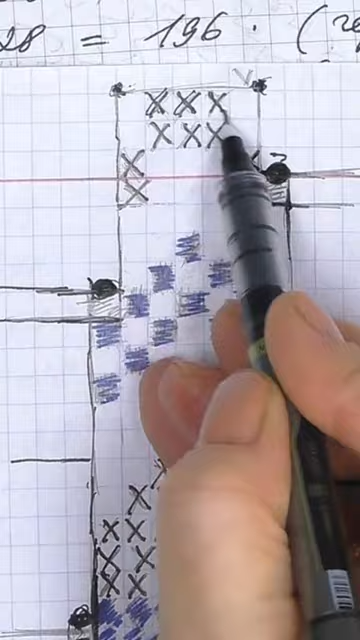 28 = 196 · (